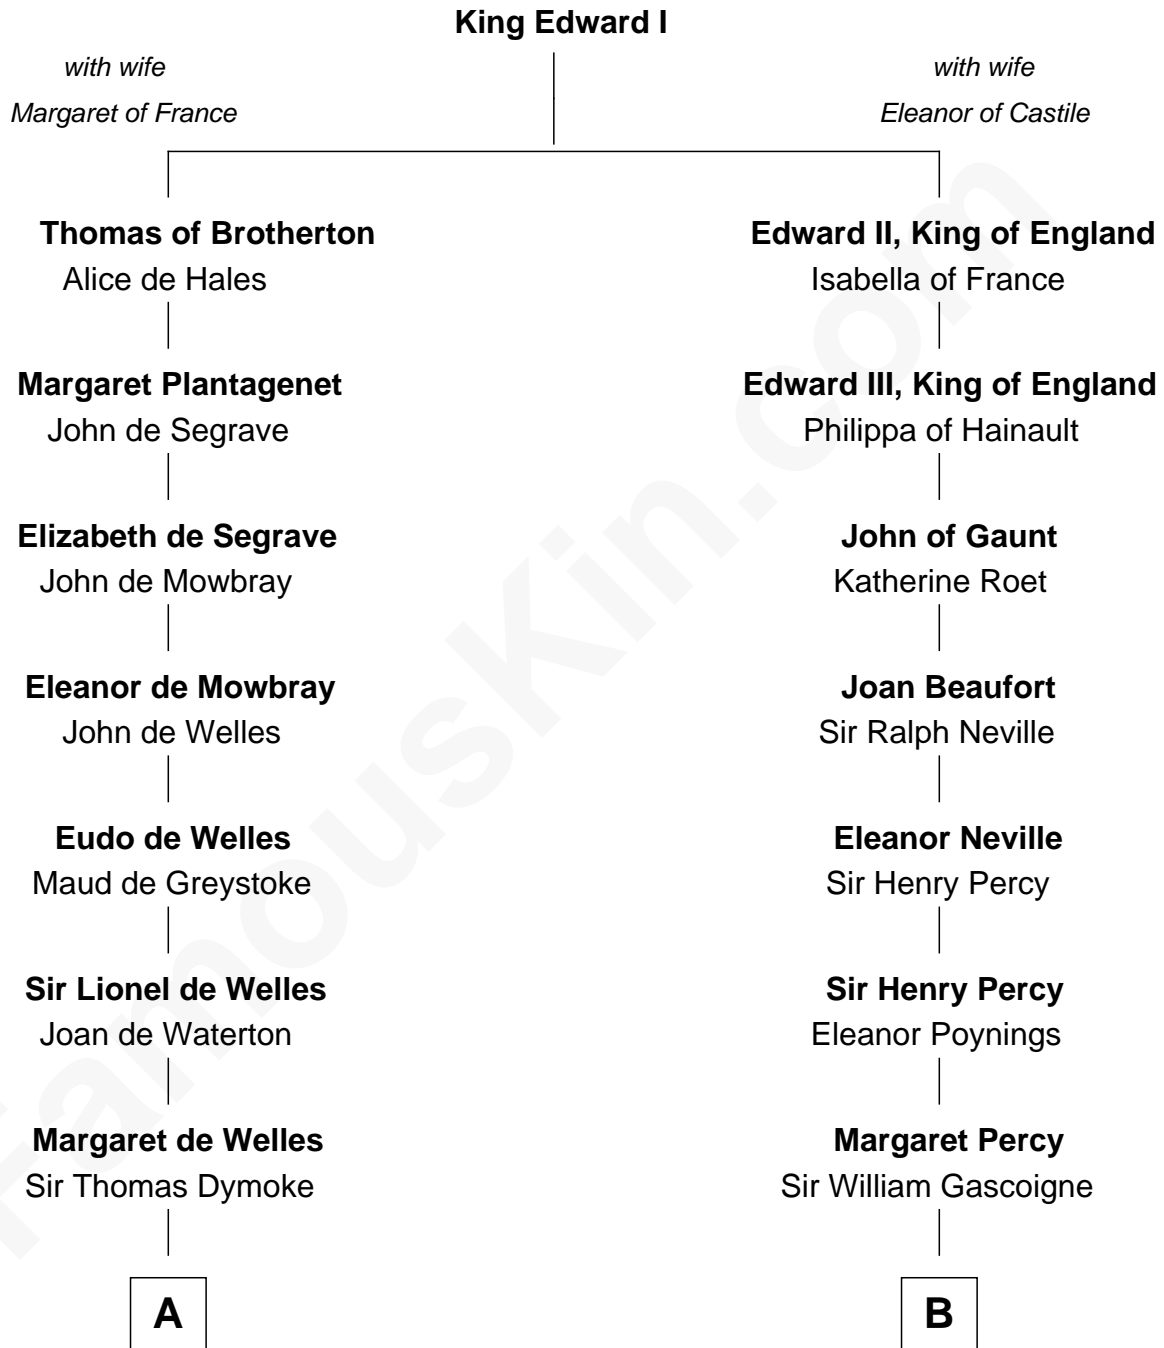 King Edward I
with wife
Margaret of France
with wife
Eleanor of Castile
Thomas of Brotherton
Alice de Hales
Edward II, King of England
Isabella of France
Margaret Plantagenet
John de Segrave
Edward III, King of England
Philippa of Hainault
Elizabeth de Segrave
John de Mowbray
John of Gaunt
Katherine Roet
Eleanor de Mowbray
John de Welles
Joan Beaufort
Sir Ralph Neville
Eudo de Welles
Maud de Greystoke
Eleanor Neville
Sir Henry Percy
Sir Lionel de Welles
Joan de Waterton
Sir Henry Percy
Eleanor Poynings
Margaret de Welles
Sir Thomas Dymoke
Margaret Percy
Sir William Gascoigne
A
B
FamousKin.com